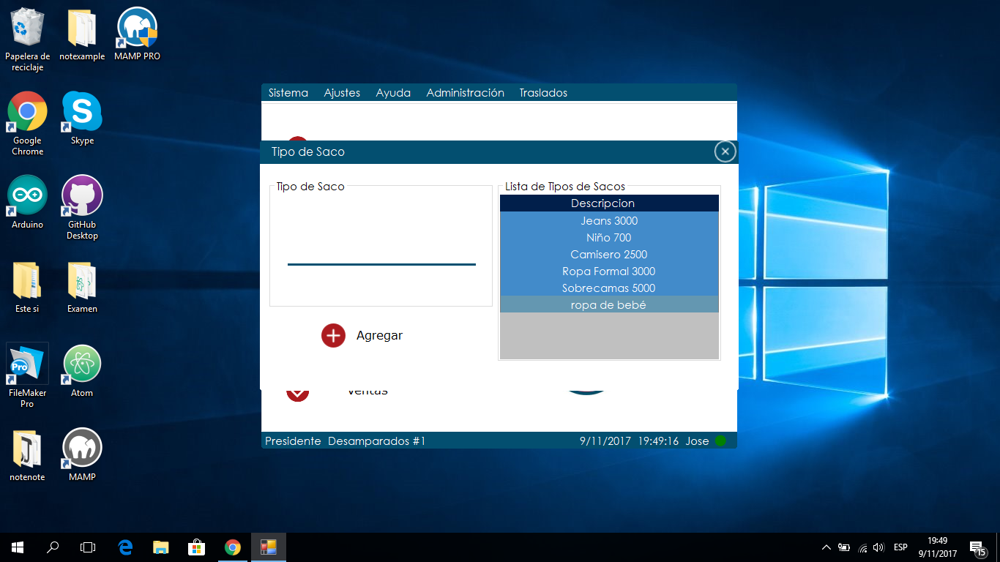 Papelera de
reciclaje
notexample
MAMP PRO
Google
Chrome
S
Skype
Arduino
GitHub
Desktop
Este si
Examen
Pro
FileMaker
Pro
Atom
notenote
MAMP
Sistema Ajustes Ayuda Administración Traslados
Tipo de Saco
Tipo de Saco
Agregar
Lista de Tipos de Sacos
Descripcion
Jeans 3000
Niño 700
Camisero 2500
Ropa Formal 3000
Sobrecamas 5000
ropa de bebé
Ventas
Presidente Desamparados #1 9/11/2017 19:49:16 Jose
ESP
19:49
9/11/2017
15